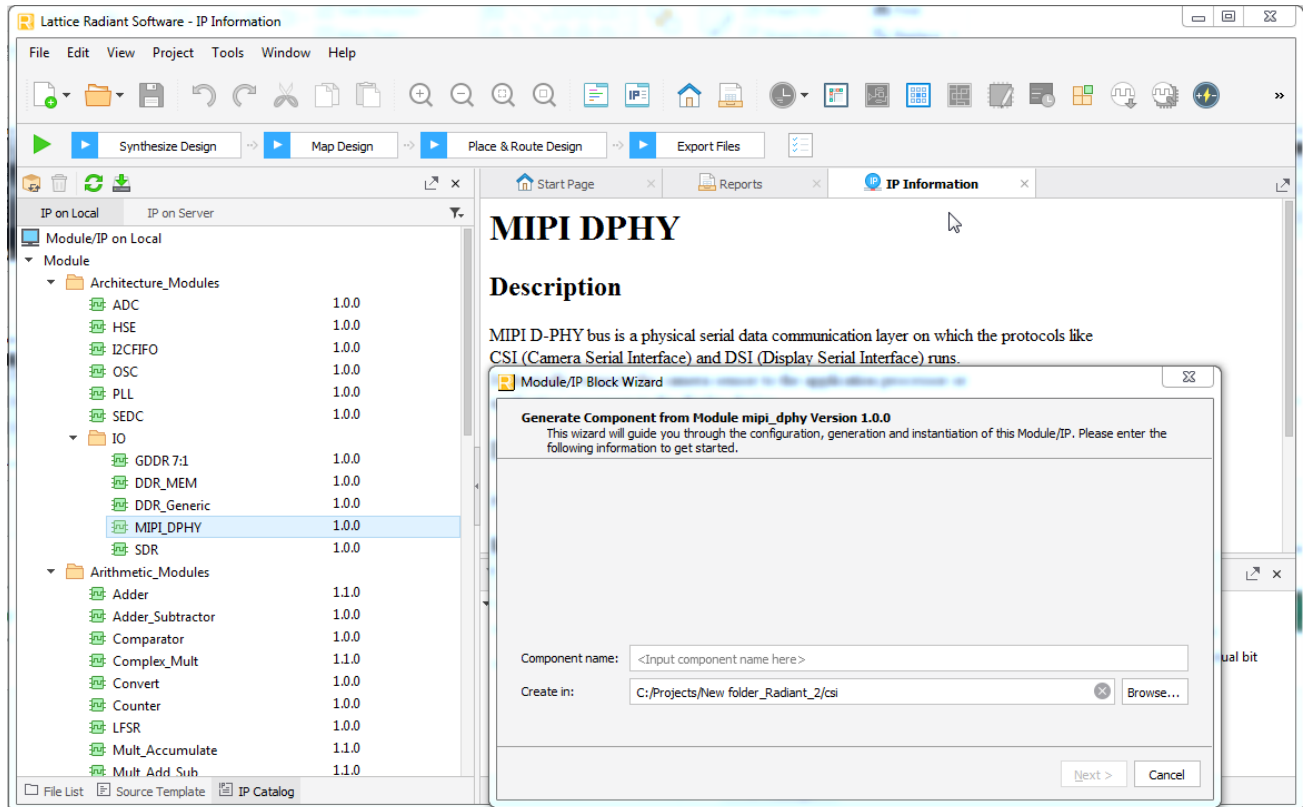 Lattice Radiant Software - IP Information
File Edit View Project Tools Window Help
IP
»
Synthesize Design Map Design Place & Route Design Export Files
IP on Local IP on Server
Module/IP on Local
Module
Architecture_Modules
ADC 1.0.0
HSE 1.0.0
I2CFIFO 1.0.0
OSC 1.0.0
PLL 1.0.0
SEDC 1.0.0
IO
GDDR 7:1 1.0.0
DDR_MEM 1.0.0
DDR_Generic 1.0.0
MIPI_DPHY 1.0.0
SDR 1.0.0
Arithmetic_Modules
Adder 1.1.0
Adder_Subtractor 1.0.0
Comparator 1.0.0
Complex_Mult 1.1.0
Convert 1.0.0
Counter 1.0.0
LFSR 1.0.0
Mult_Accumulate 1.1.0
Mult_Add_Sub 1.1.0
File List Source Template IP Catalog
Start Page Reports IP IP Information
MIPI DPHY
Description
MIPI D-PHY bus is a physical serial data communication layer on which the protocols like
CSI (Camera Serial Interface) and DSI (Display Serial Interface) runs.
Module/IP Block Wizard
Generate Component from Module mipi_dphy Version 1.0.0
This wizard will guide you through the configuration, generation and instantiation of this Module/IP. Please enter the
following information to get started.
Component name: <Input component name here>
Create in: C:/Projects/New folder_Radiant_2/csi Browse...
Next > Cancel
ual bit